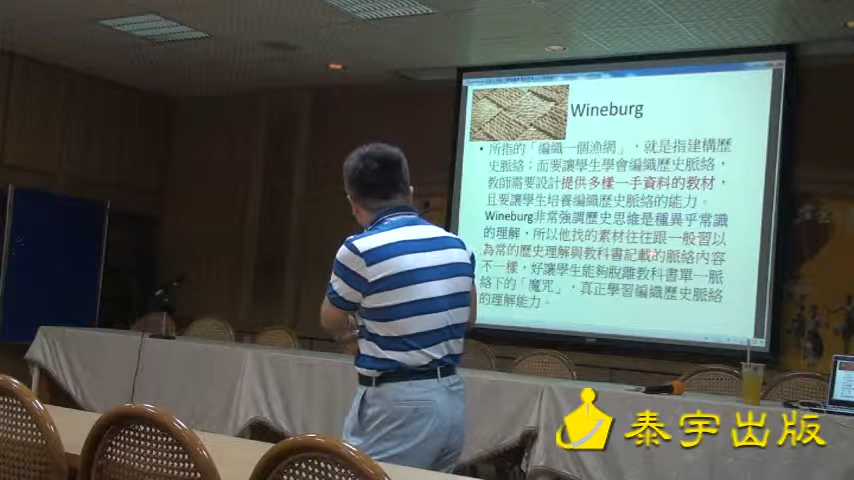 Wineburg
• 所指的「編織一個漁網」，就是指建構歷
史脈絡；而要讓學生學會編織歷史脈絡，
教師需要設計提供多樣一手資料的教材，
且要讓學生培養編織歷史脈絡的能力。
Wineburg非常強調歷史思維是種異乎常識
的理解，所以他找的素材往往跟一般習以
為常的歷史理解與教科書記載的脈絡內容
不一樣，好讓學生能夠脫離教科書單一脈
絡下的「魔咒」，真正學習編織歷史脈絡
的理解能力。
泰宇出版